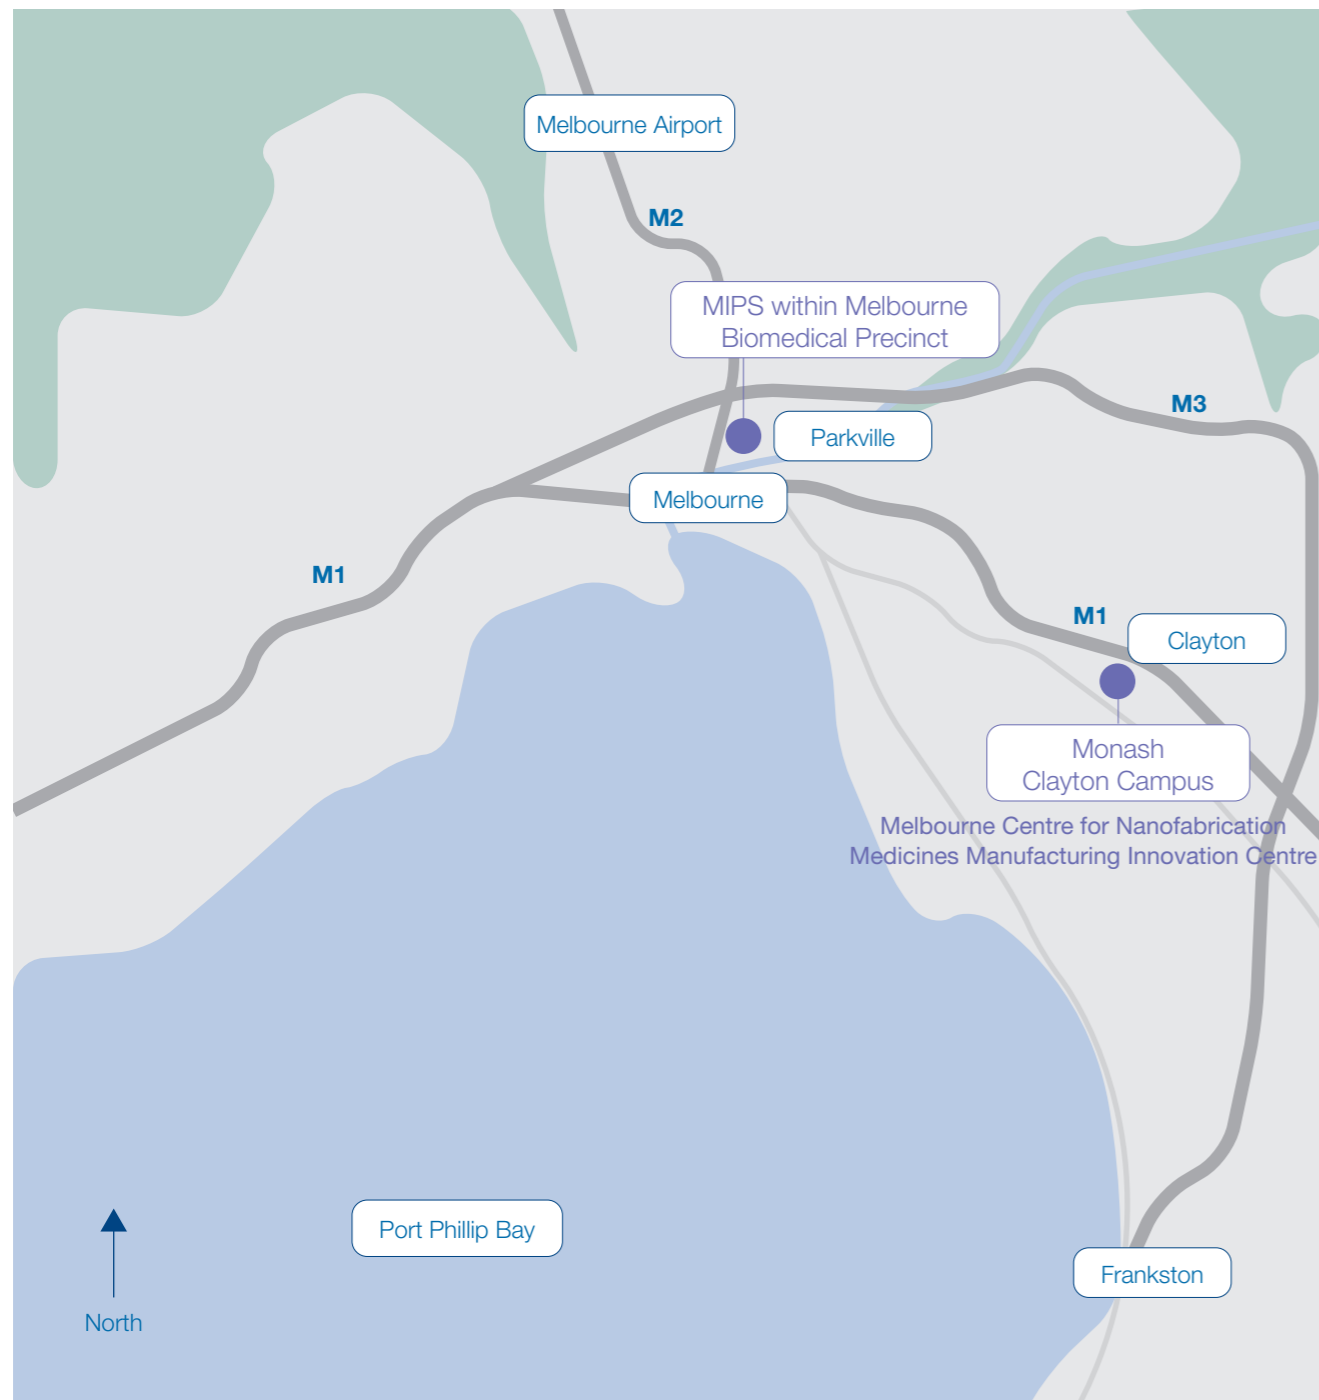 Melbourne Airport
M2
MIPS within Melbourne
Biomedical Precinct
M3
Parkville
Melbourne
M1
M1
Clayton
Monash
Clayton Campus
Melbourne Centre for Nanofabrication
Medicines Manufacturing Innovation Centre
Port Phillip Bay
Frankston
North